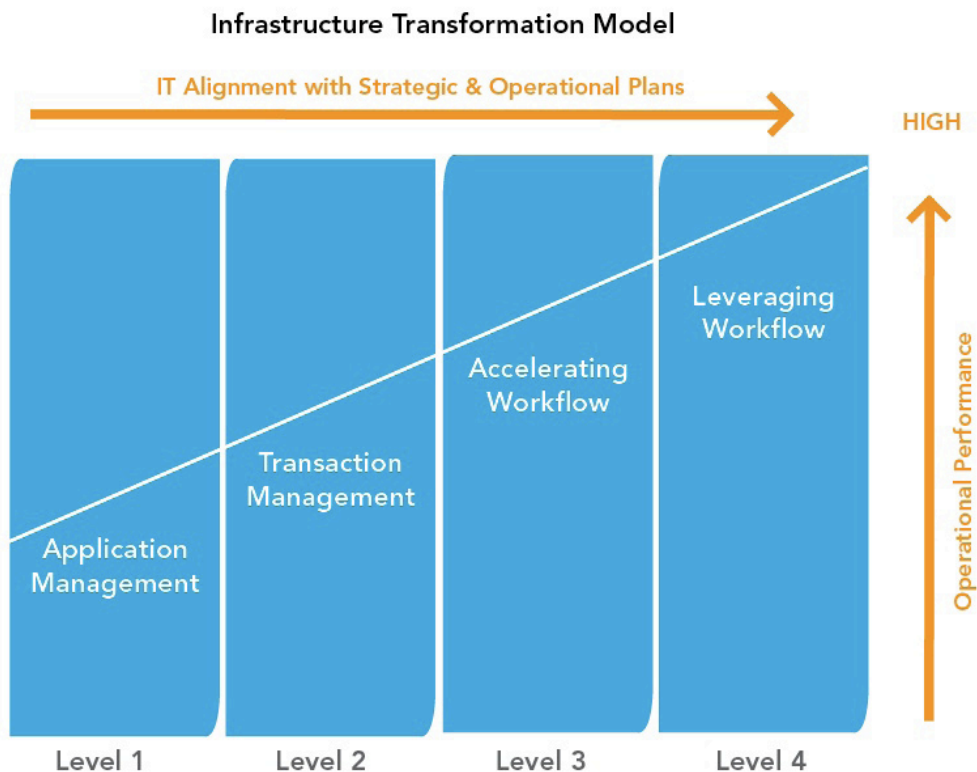 Infrastructure Transformation Model
IT Alignment with Strategic & Operational Plans
HIGH
Leveraging
Workflow
Accelerating
Workflow
Transaction
Management
Application
Management
Operational Performance
Level 1
Level 2
Level 3
Level 4